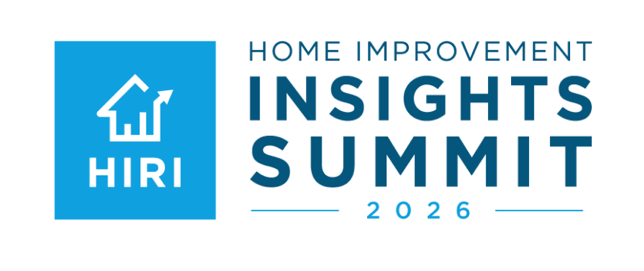 HIRI
HOME IMPROVEMENT
INSIGHTS
SUMMIT
2026